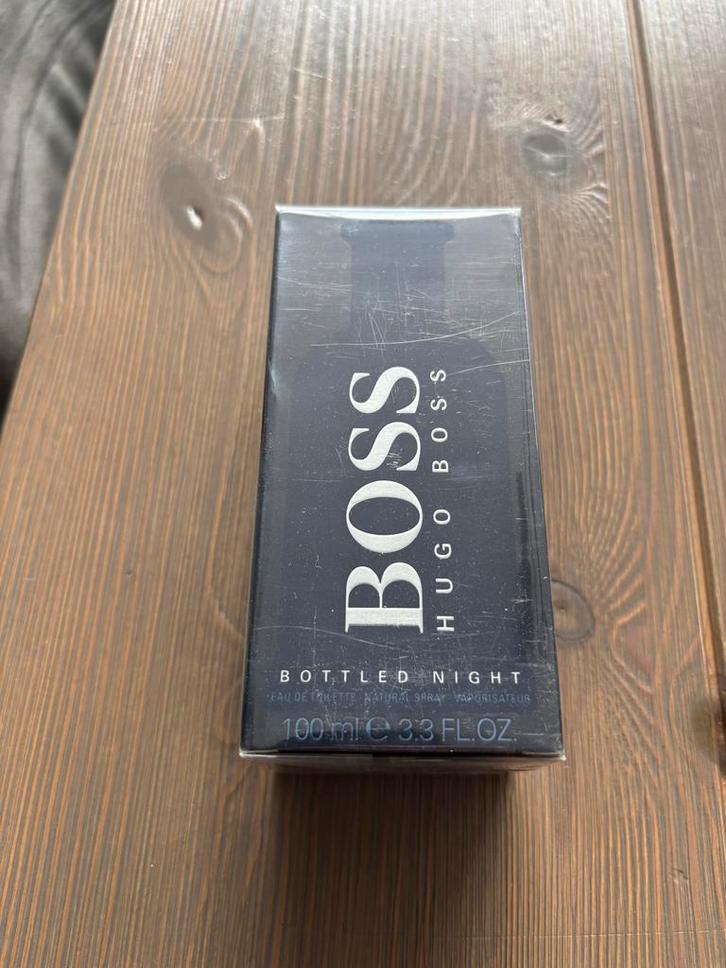 BOSS
HUGO BOSS
BOTTLED NIGHT
EAU DE TOILETTE NATURAL SPRAY VAPORISATEUR
100 ml ℮ 3.3 FL.OZ.